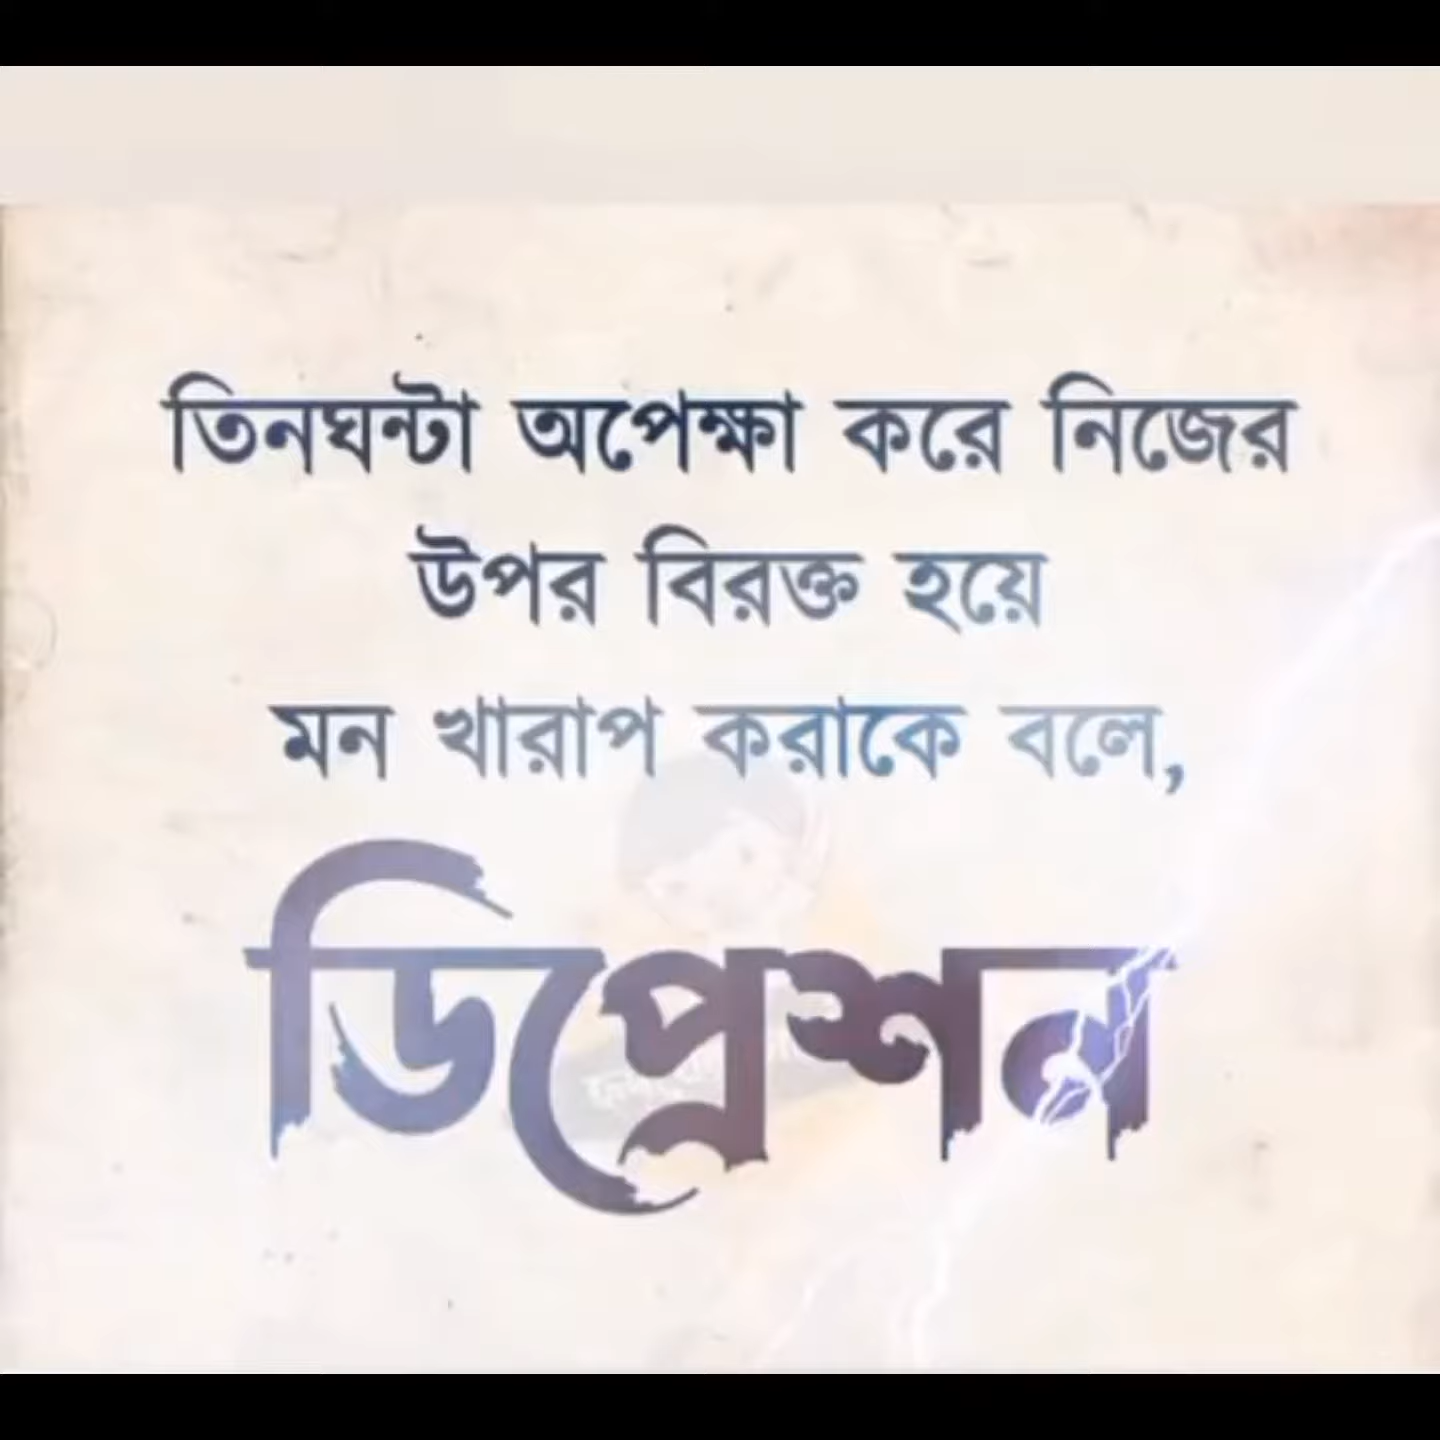 তিনঘন্টা অপেক্ষা করে নিজের
উপর বিরক্ত হয়ে
মন খারাপ করাকে বলে,
ডিপ্রেশন